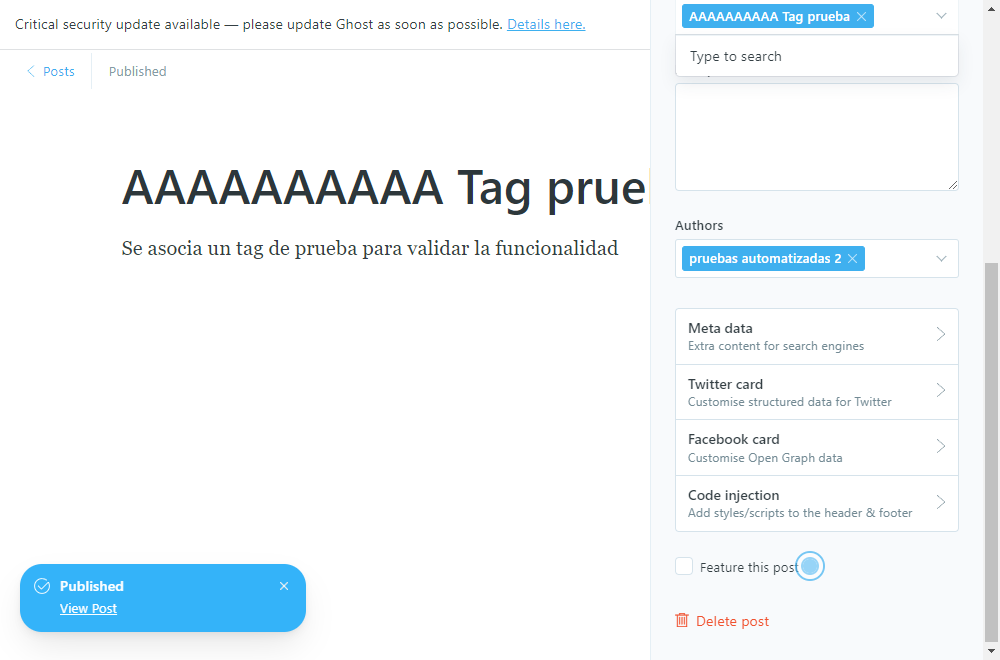 Critical security update available — please update Ghost as soon as possible. Details here.
Posts
Published
AAAAAAAAAA Tag prue
Se asocia un tag de prueba para validar la funcionalidad
Published
View Post
AAAAAAAAAA Tag prueba
Type to search
Authors
pruebas automatizadas 2
Meta data
Extra content for search engines
Twitter card
Customise structured data for Twitter
Facebook card
Customise Open Graph data
Code injection
Add styles/scripts to the header & footer
Feature this post
Delete post